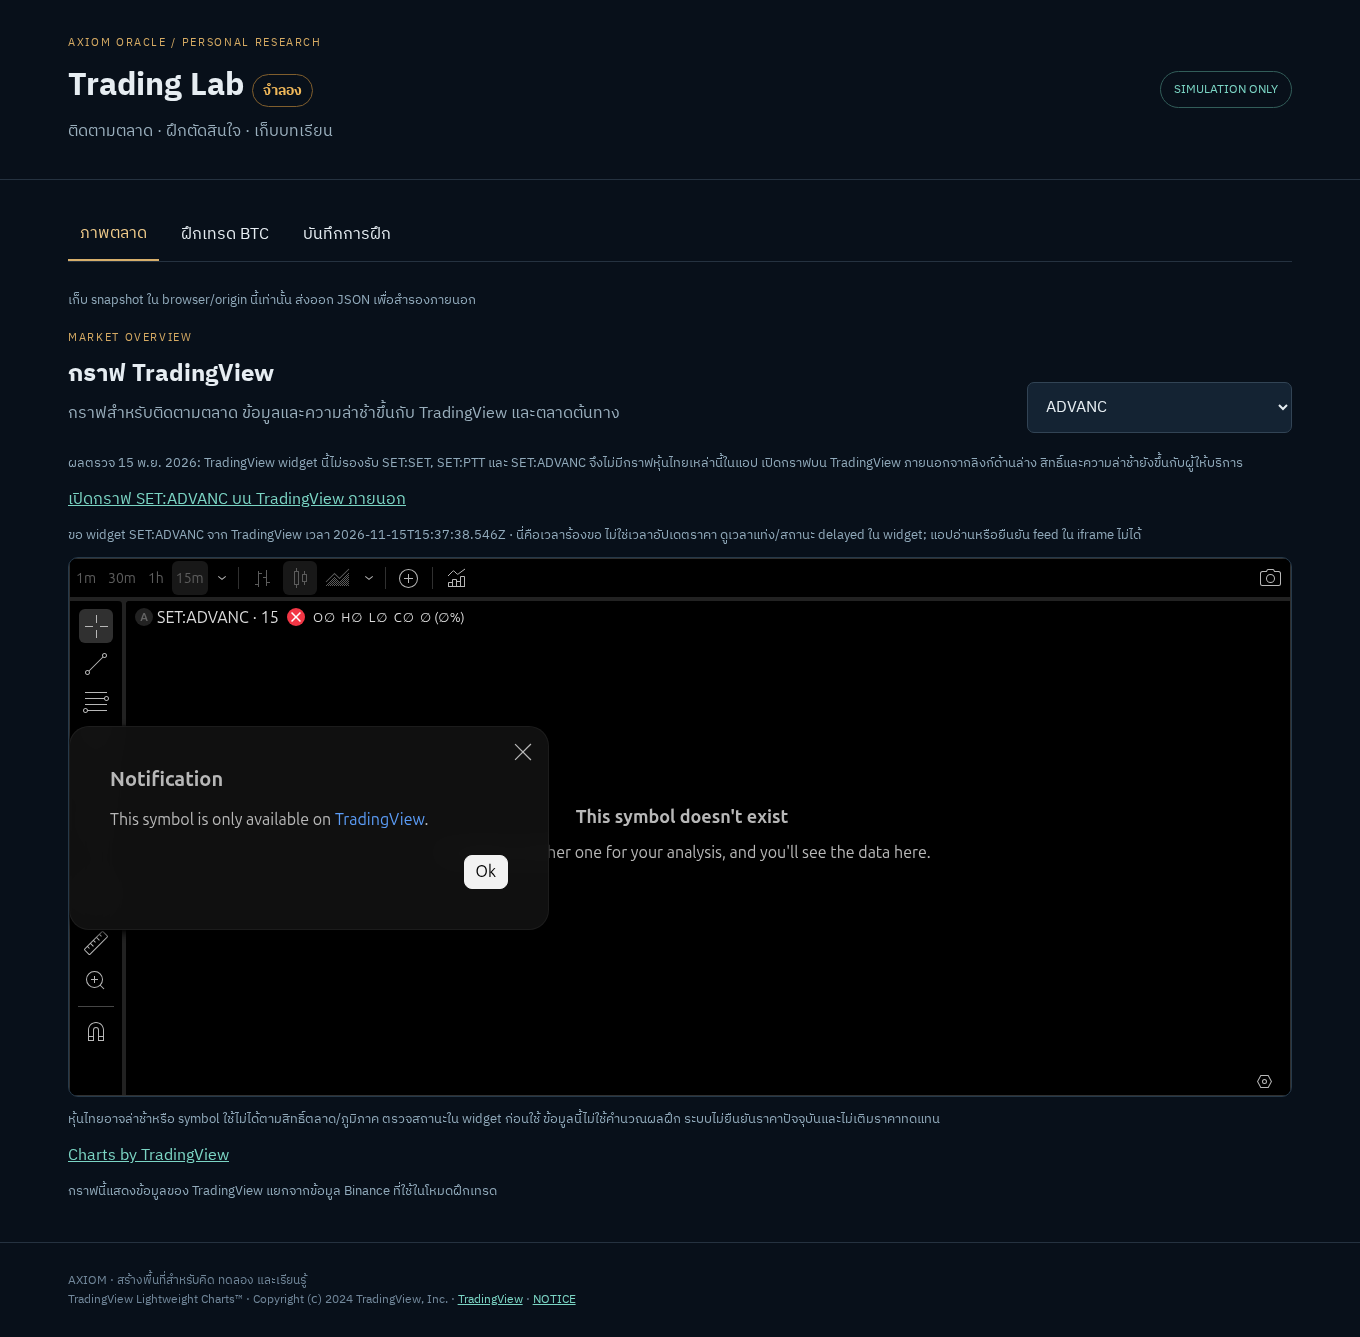 AXIOM ORACLE / PERSONAL RESEARCH
Trading Lab จำลอง
SIMULATION ONLY
ติดตามตลาด · ฝึกตัดสินใจ · เก็บบทเรียน
ภาพตลาด ฝึกเทรด BTC บันทึกการฝึก
เก็บ snapshot ใน browser/origin นี้เท่านั้น ส่งออก JSON เพื่อสำรองภายนอก
MARKET OVERVIEW
กราฟ TradingView
กราฟสำหรับติดตามตลาด ข้อมูลและความล่าช้าขึ้นกับ TradingView และตลาดต้นทาง
ADVANC
ผลตรวจ 15 พ.ย. 2026: TradingView widget นี้ไม่รองรับ SET:SET, SET:PTT และ SET:ADVANC จึงไม่มีกราฟหุ้นไทยเหล่านี้ในแอป เปิดกราฟบน TradingView ภายนอกจากลิงก์ด้านล่าง สิทธิ์และความล่าช้ายังขึ้นกับผู้ให้บริการ
เปิดกราฟ SET:ADVANC บน TradingView ภายนอก
ขอ widget SET:ADVANC จาก TradingView เวลา 2026-11-15T15:37:38.546Z · นี่คือเวลาร้องขอ ไม่ใช่เวลาอัปเดตราคา ดูเวลาแท่ง/สถานะ delayed ใน widget; แอปอ่านหรือยืนยัน feed ใน iframe ไม่ได้
1m 30m 1h 15m
A SET:ADVANC · 15 O∅ H∅ L∅ C∅ ∅ (∅%)
Notification
This symbol is only available on TradingView.
Ok
This symbol doesn't exist
her one for your analysis, and you'll see the data here.
หุ้นไทยอาจล่าช้าหรือ symbol ใช้ไม่ได้ตามสิทธิ์ตลาด/ภูมิภาค ตรวจสถานะใน widget ก่อนใช้ ข้อมูลนี้ไม่ใช้คำนวณผลฝึก ระบบไม่ยืนยันราคาปัจจุบันและไม่เติมราคาทดแทน
Charts by TradingView
กราฟนี้แสดงข้อมูลของ TradingView แยกจากข้อมูล Binance ที่ใช้ในโหมดฝึกเทรด
AXIOM · สร้างพื้นที่สำหรับคิด ทดลอง และเรียนรู้
TradingView Lightweight Charts™ · Copyright (c) 2024 TradingView, Inc. · TradingView · NOTICE